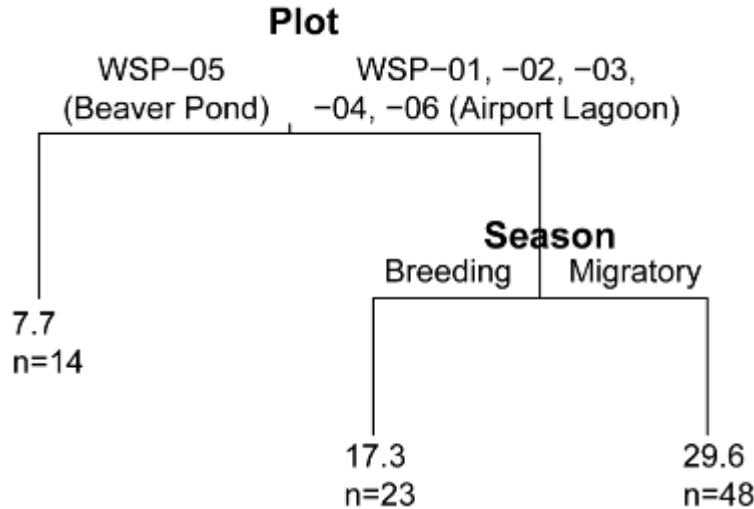 Plot
WSP−05
(Beaver Pond)
WSP−01, −02, −03,
−04, −06 (Airport Lagoon)
Season
Breeding
Migratory
7.7
n=14
17.3
n=23
29.6
n=48